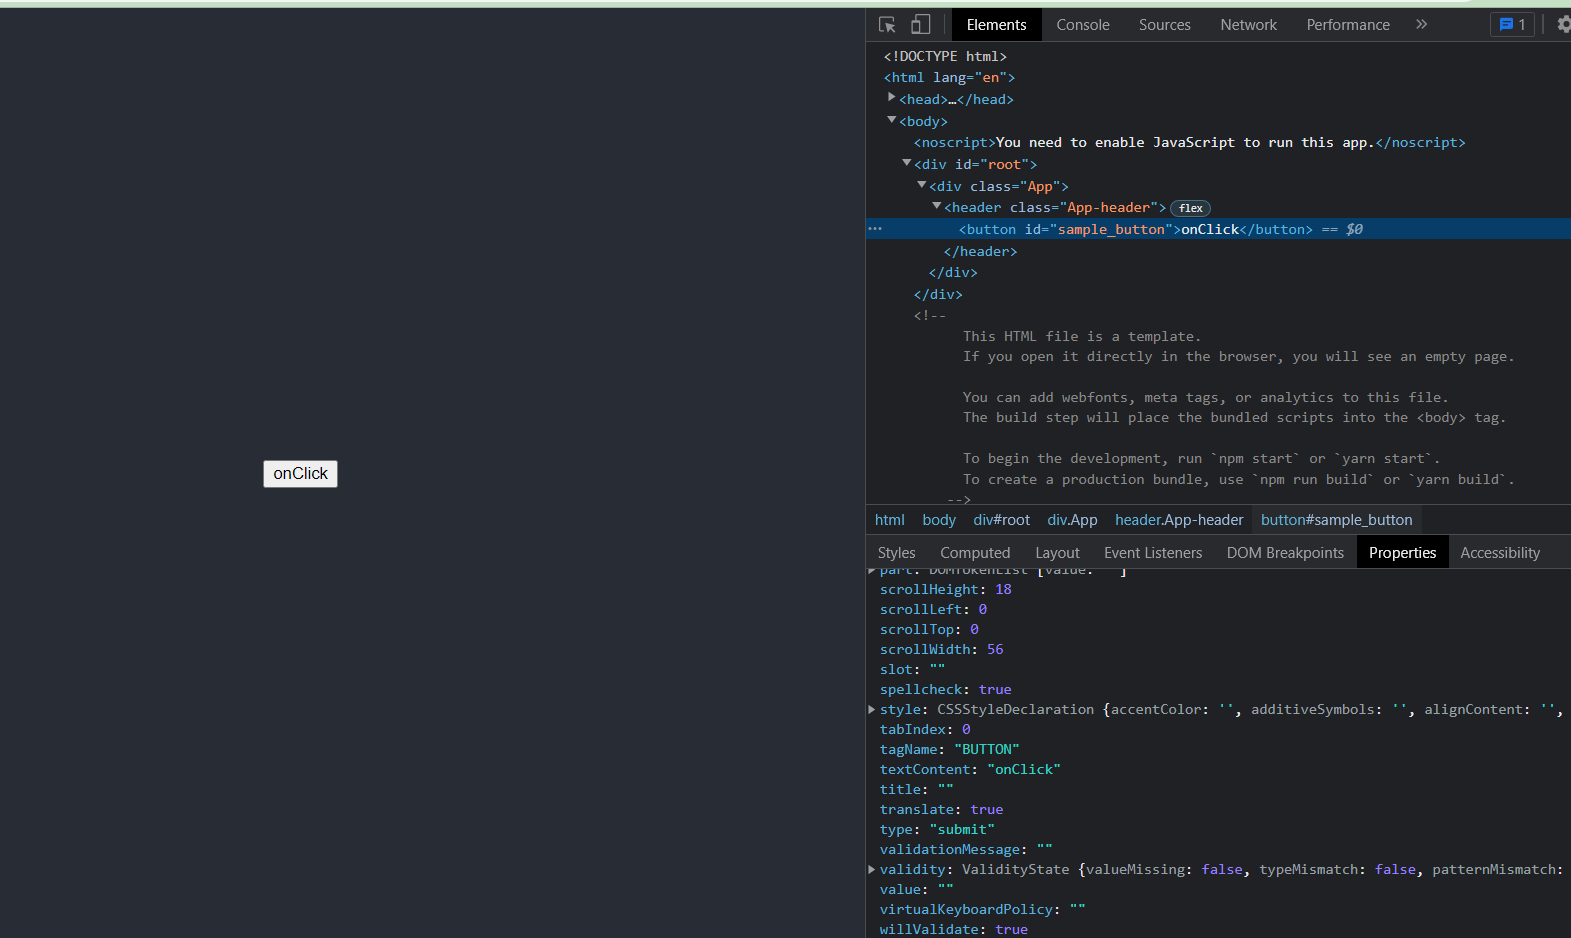 onClick
Elements Console Sources Network Performance » 1
<!DOCTYPE html>
<html lang="en">
<head>…</head>
<body>
<noscript>You need to enable JavaScript to run this app.</noscript>
<div id="root">
<div class="App">
<header class="App-header"> flex
<button id="sample_button">onClick</button> == $0
</header>
</div>
</div>
<!--
This HTML file is a template.
If you open it directly in the browser, you will see an empty page.
You can add webfonts, meta tags, or analytics to this file.
The build step will place the bundled scripts into the <body> tag.
To begin the development, run `npm start` or `yarn start`.
To create a production bundle, use `npm run build` or `yarn build`.
-->
html body div#root div.App header.App-header button#sample_button
Styles Computed Layout Event Listeners DOM Breakpoints Properties Accessibility
part: DOMTokenList [value: ""]
scrollHeight: 18
scrollLeft: 0
scrollTop: 0
scrollWidth: 56
slot: ""
spellcheck: true
style: CSSStyleDeclaration {accentColor: '', additiveSymbols: '', alignContent: '',
tabIndex: 0
tagName: "BUTTON"
textContent: "onClick"
title: ""
translate: true
type: "submit"
validationMessage: ""
validity: ValidityState {valueMissing: false, typeMismatch: false, patternMismatch:
value: ""
virtualKeyboardPolicy: ""
willValidate: true